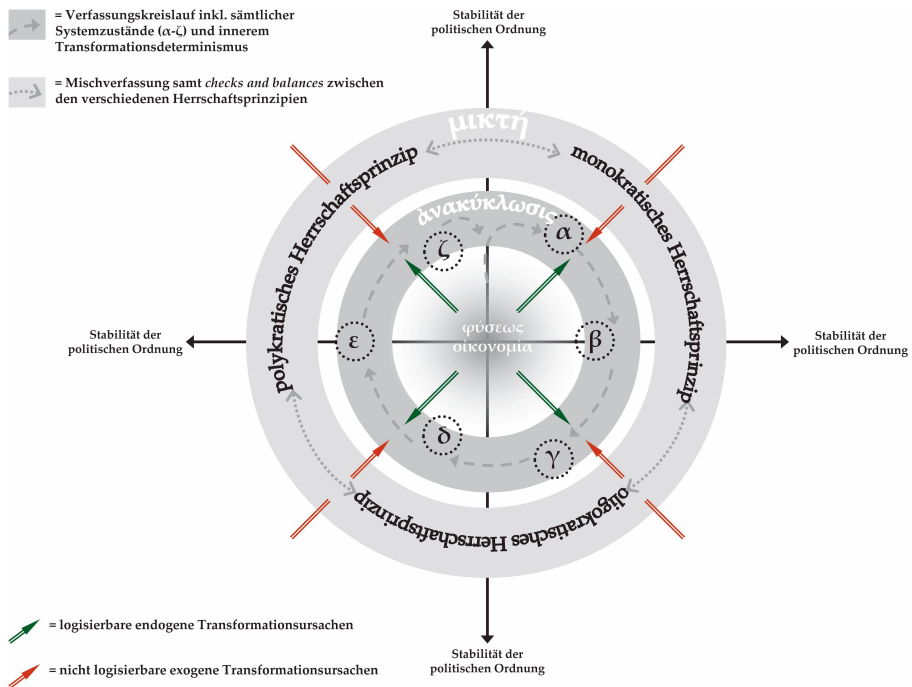 = Verfassungskreislauf inkl. sämtlicher
Systemzustände (α-ζ) und innerem
Transformationsdeterminismus
= Mischverfassung samt checks and balances zwischen
den verschiedenen Herrschaftsprinzipien
Stabilität der
politischen Ordnung
μικτή
polykratisches Herrschaftsprinzip
monokratisches Herrschaftsprinzip
ἀνακύκλωσις
ζ
α
Stabilität der
politischen Ordnung
ε
φύσεως
οἰκονομία
β
Stabilität der
politischen Ordnung
δ
γ
oligokratisches Herrschaftsprinzip
= logisierbare endogene Transformationsursachen
Stabilität der
politischen Ordnung
= nicht logisierbare exogene Transformationsursachen